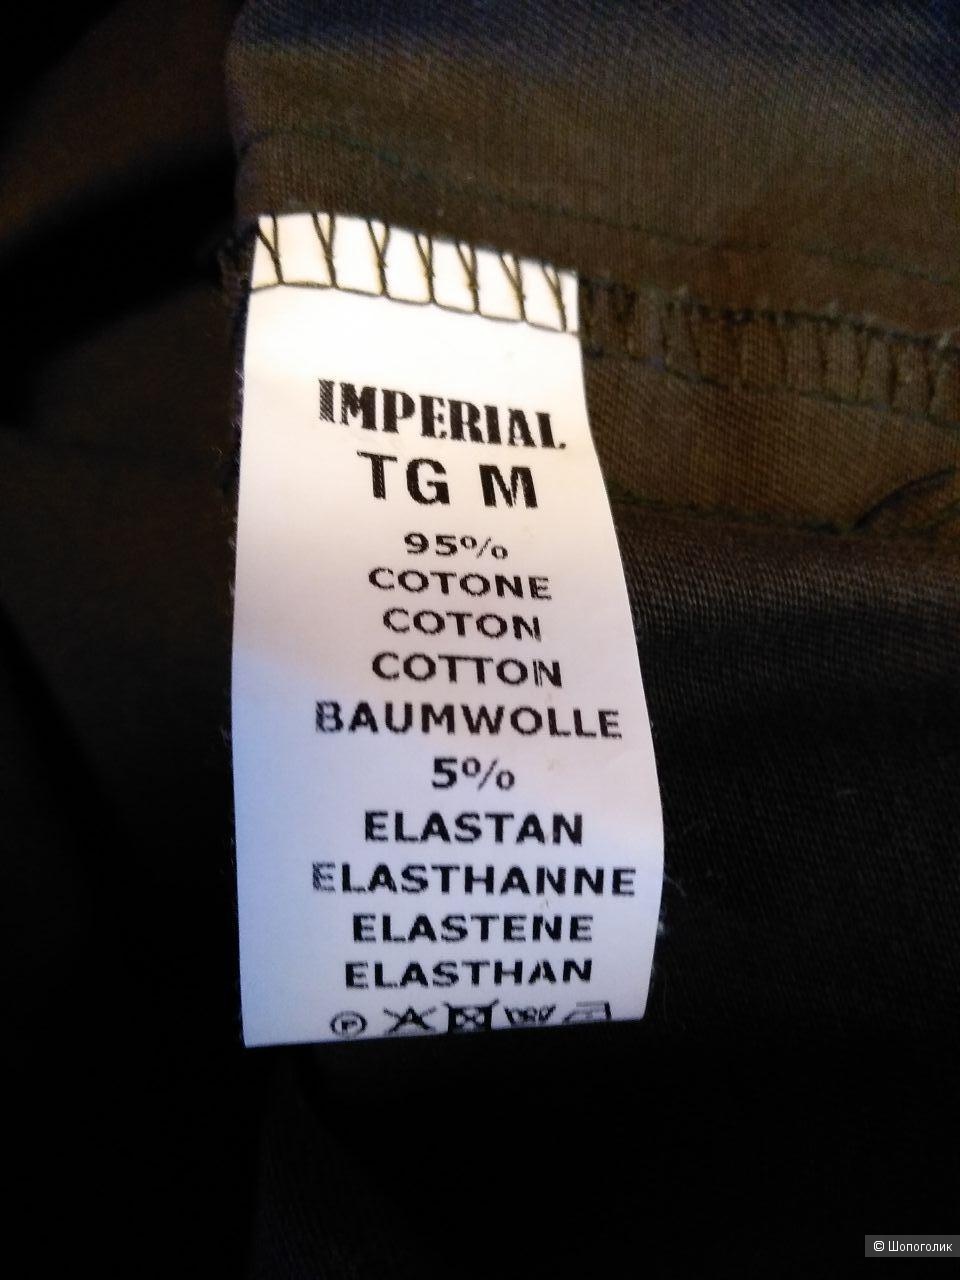 IMPERIAL
TG M
95%
COTONE
COTON
COTTON
BAUMWOLLE
5%
ELASTAN
ELASTHANNE
ELASTENE
ELASTHAN
P
© Шопоголик